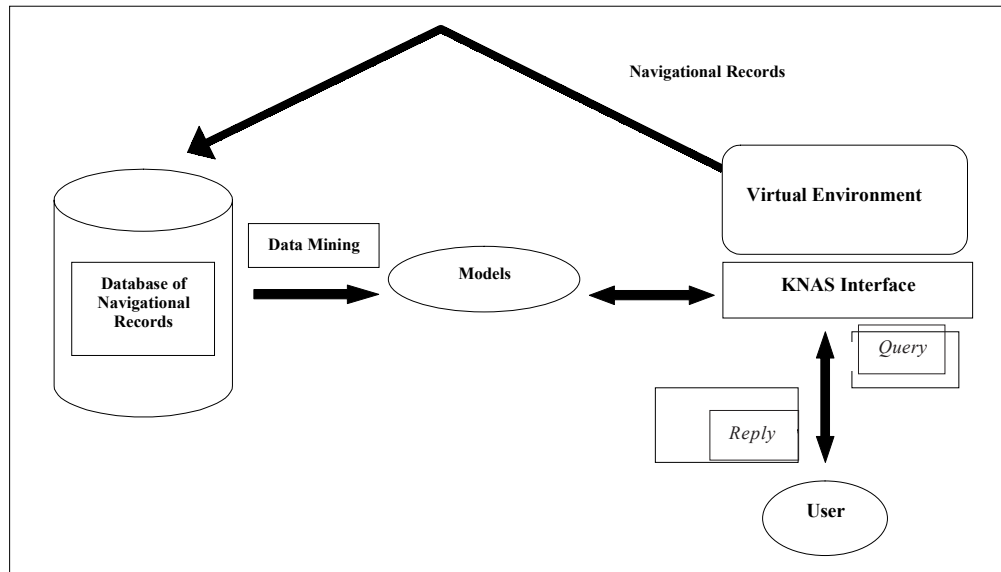 Navigational Records
Virtual Environment
Data Mining
Models
Database of
Navigational
Records
KNAS Interface
Query
Reply
User